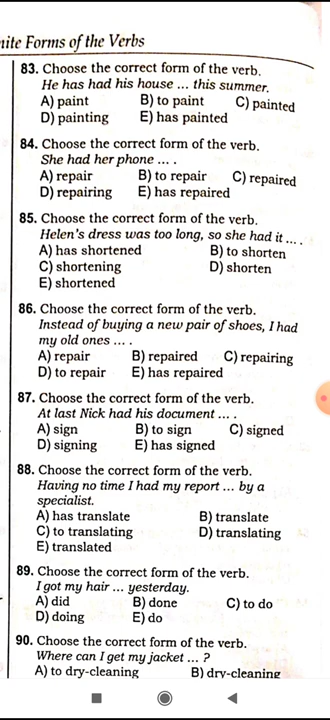 nite Forms of the Verbs
83. Choose the correct form of the verb.
He has had his house ... this summer.
A) paint B) to paint C) painted
D) painting E) has painted
84. Choose the correct form of the verb.
She had her phone ... .
A) repair B) to repair C) repaired
D) repairing E) has repaired
85. Choose the correct form of the verb.
Helen's dress was too long, so she had it ... .
A) has shortened B) to shorten
C) shortening D) shorten
E) shortened
86. Choose the correct form of the verb.
Instead of buying a new pair of shoes, I had
my old ones ... .
A) repair B) repaired C) repairing
D) to repair E) has repaired
87. Choose the correct form of the verb.
At last Nick had his document ... .
A) sign B) to sign C) signed
D) signing E) has signed
88. Choose the correct form of the verb.
Having no time I had my report ... by a
specialist.
A) has translate B) translate
C) to translating D) translating
E) translated
89. Choose the correct form of the verb.
I got my hair ... yesterday.
A) did B) done C) to do
D) doing E) do
90. Choose the correct form of the verb.
Where can I get my jacket ... ?
A) to dry-cleaning B) dry-cleaning